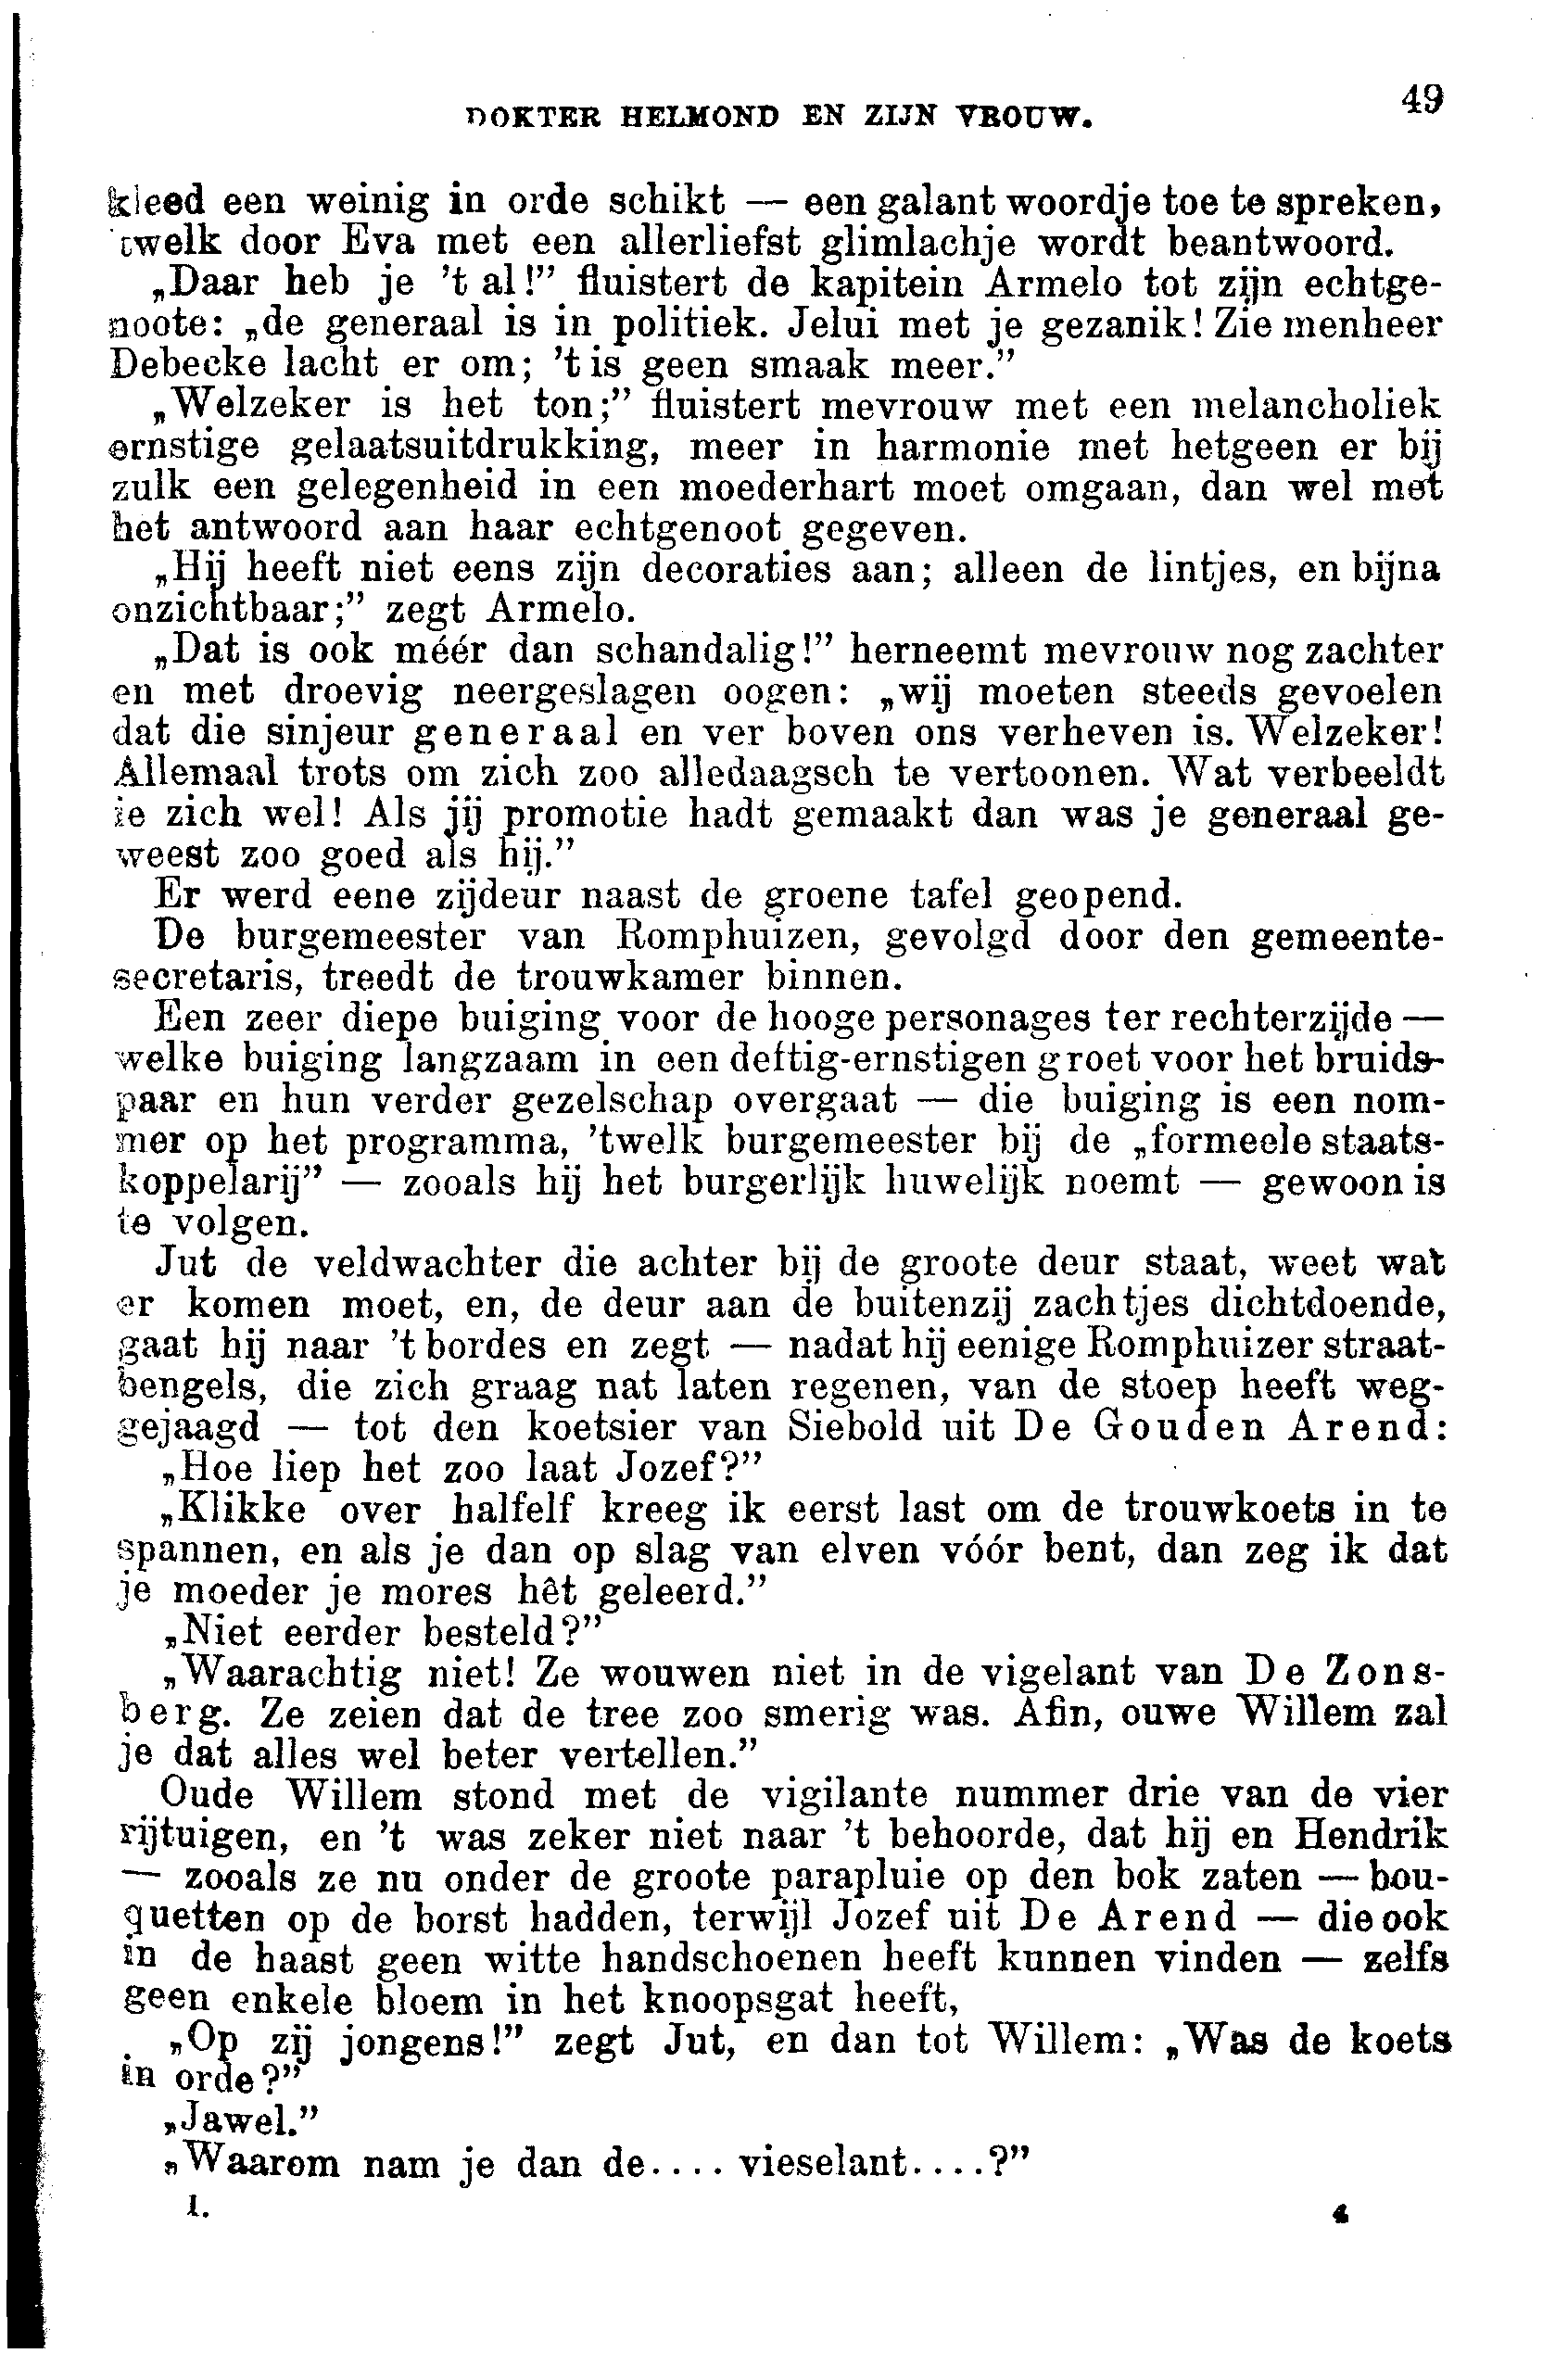 DOKTER HELMOND EN ZIJN VROUW. 49
kleed een weinig in orde schikt — een galant woordje toe te spreken,
'twelk door Eva met een allerliefst glimlachje wordt beantwoord.
„Daar heb je 't al!” fluistert de kapitein Armelo tot zijn echtge-
noote: „de generaal is in politiek. Jelui met je gezanik! Zie menheer
Debecke lacht er om; 't is geen smaak meer.”
„Welzeker is het ton;” fluistert mevrouw met een melancholiek
ernstige gelaatsuitdrukking, meer in harmonie met hetgeen er bij
zulk een gelegenheid in een moederhart moet omgaan, dan wel met
het antwoord aan haar echtgenoot gegeven.
„Hij heeft niet eens zijn decoraties aan; alleen de lintjes, en bijna
onzichtbaar;” zegt Armelo.
„Dat is ook méér dan schandalig!” herneemt mevrouw nog zachter
en met droevig neergeslagen oogen: „wij moeten steeds gevoelen
dat die sinjeur generaal en ver boven ons verheven is. Welzeker!
Allemaal trots om zich zoo alledaagsch te vertoonen. Wat verbeeldt
ie zich wel! Als jij promotie hadt gemaakt dan was je generaal ge-
weest zoo goed als hij.”
Er werd eene zijdeur naast de groene tafel geopend.
De burgemeester van Romphuizen, gevolgd door den gemeente-
secretaris, treedt de trouwkamer binnen.
Een zeer diepe buiging voor de hooge personages ter rechterzijde —
welke buiging langzaam in een deftig-ernstigen groet voor het bruids-
paar en hun verder gezelschap overgaat — die buiging is een nom-
mer op het programma, 'twelk burgemeester bij de „formeele staats-
koppelarij” — zooals hij het burgerlijk huwelijk noemt — gewoon is
te volgen.
Jut de veldwachter die achter bij de groote deur staat, weet wat
er komen moet, en, de deur aan de buitenzij zachtjes dichtdoende,
gaat hij naar 't bordes en zegt — nadat hij eenige Romphuizer straat-
bengels, die zich graag nat laten regenen, van de stoep heeft weg-
gejaagd — tot den koetsier van Siebold uit De Gouden Arend:
„Hoe liep het zoo laat Jozef?”
„Klikke over halfelf kreeg ik eerst last om de trouwkoets in te
spannen, en als je dan op slag van elven vóór bent, dan zeg ik dat
je moeder je mores hêt geleerd.”
„Niet eerder besteld?”
„Waarachtig niet! Ze wouwen niet in de vigelant van De Zons-
berg. Ze zeien dat de tree zoo smerig was. Afin, ouwe Willem zal
je dat alles wel beter vertellen.”
Oude Willem stond met de vigilante nummer drie van de vier
rijtuigen, en 't was zeker niet naar 't behoorde, dat hij en Hendrik
— zooals ze nu onder de groote parapluie op den bok zaten — bou-
quetten op de borst hadden, terwijl Jozef uit De Arend — die ook
in de haast geen witte handschoenen heeft kunnen vinden — zelfs
geen enkele bloem in het knoopsgat heeft,
„Op zij jongens!” zegt Jut, en dan tot Willem: „Was de koets
in orde?”
„Jawel.”
„Waarom nam je dan de.... vieselant....?”
I. 4